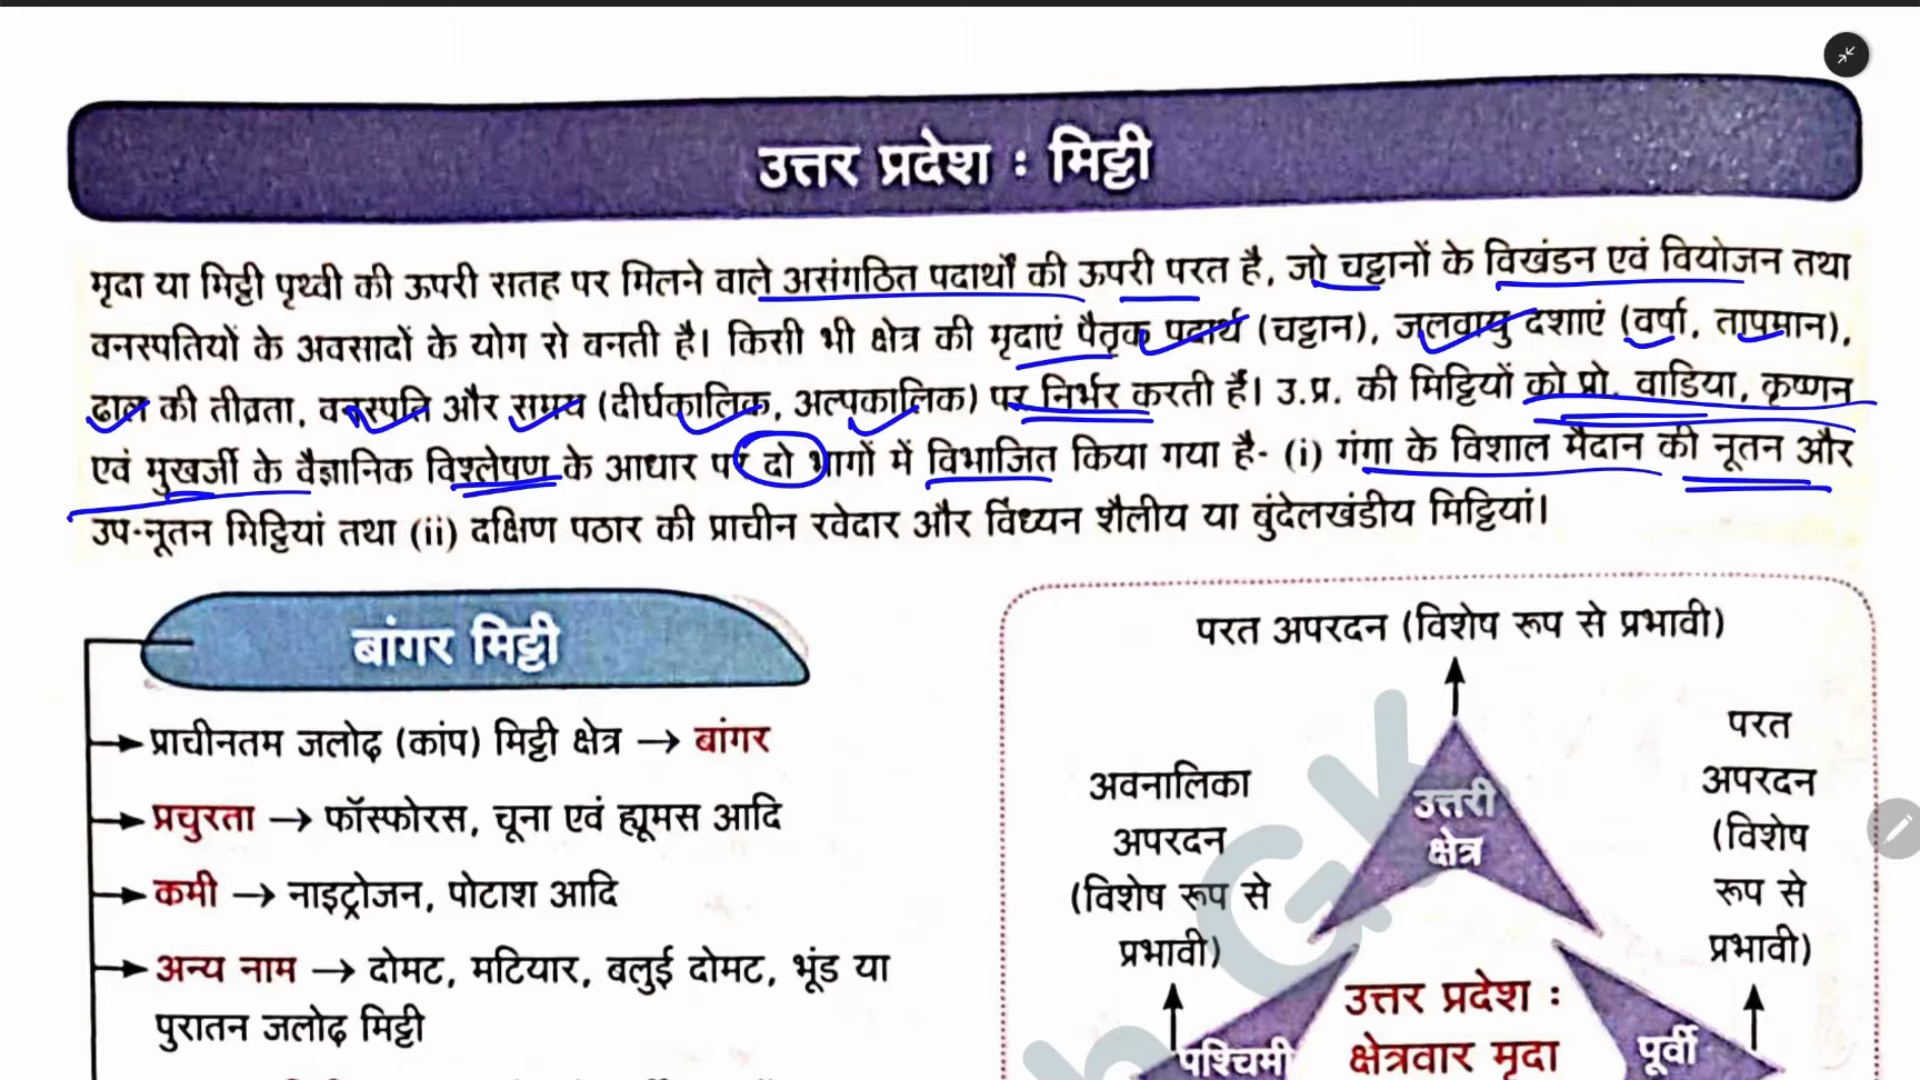 उत्तर प्रदेश : मिट्टी
मृदा या मिट्टी पृथ्वी की ऊपरी सतह पर मिलने वाले असंगठित पदार्थों की ऊपरी परत है, जो चट्टानों के विखंडन एवं वियोजन तथा
वनस्पतियों के अवसादों के योग से बनती है। किसी भी क्षेत्र की मृदाएं पैतृक पदार्थ (चट्टान), जलवायु दशाएं (वर्षा, तापमान),
ढाल की तीव्रता, वनस्पति और समय (दीर्घकालिक, अल्पकालिक) पर निर्भर करती हैं। उ.प्र. की मिट्टियों को प्रो. वाडिया, कृष्णन
एवं मुखर्जी के वैज्ञानिक विश्लेषण के आधार पर दो भागों में विभाजित किया गया है- (i) गंगा के विशाल मैदान की नूतन और
उप-नूतन मिट्टियां तथा (ii) दक्षिण पठार की प्राचीन रवेदार और विंध्यन शैलीय या बुंदेलखंडीय मिट्टियां।
बांगर मिट्टी
प्राचीनतम जलोढ़ (कांप) मिट्टी क्षेत्र → बांगर
प्रचुरता → फॉस्फोरस, चूना एवं ह्यूमस आदि
कमी → नाइट्रोजन, पोटाश आदि
अन्य नाम → दोमट, मटियार, बलुई दोमट, भूंड या
पुरातन जलोढ़ मिट्टी
परत अपरदन (विशेष रूप से प्रभावी)
उत्तरी
क्षेत्र
अवनालिका
अपरदन
(विशेष रूप से
प्रभावी)
परत
अपरदन
(विशेष
रूप से
प्रभावी)
पश्चिमी
उत्तर प्रदेश :
क्षेत्रवार मृदा
पूर्वी